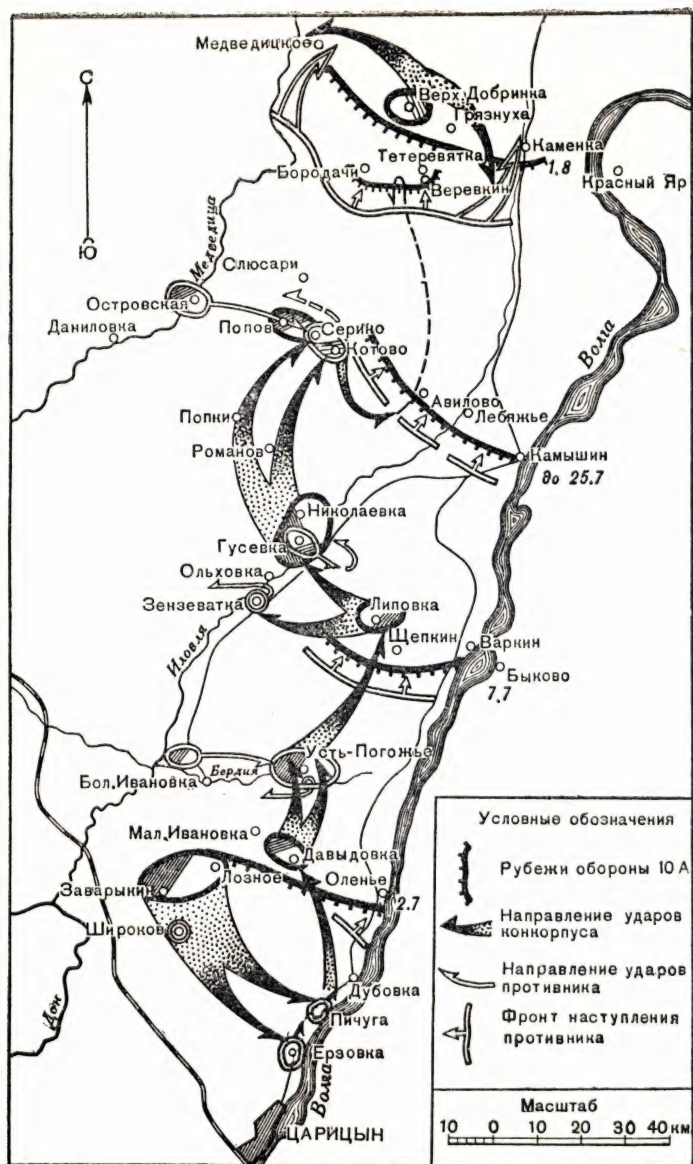 Медведицкое
С
Верх. Добринка
Грязнуха
Каменка
Тетеревятка
1.8
Бородачи
Красный Яр
Веревкин
Ю
Медведица
Слюсари
Островская
Волга
Даниловка
Попов
Серино
Котово
Авилово
Лебяжье
Попки
Романов
Камышин
до 25.7
Николаевка
Гусевка
Ольховка
Зензеватка
Липовка
Щепкин
Варкин
Иловля
Быково
7.7
Усть-Погожье
Бердия
Бол. Ивановка
Мал. Ивановка
Давыдовка
Заварыкин
Лозное
Оленье
2.7
Широков
Дубовка
Дон
Пичуга
Ерзовка
Волга
ЦАРИЦЫН
Условные обозначения
Рубежи обороны 10 А
Направление ударов
конкорпуса
Направление ударов
противника
Фронт наступления
противника
Масштаб
10 0 10 20 30 40 км